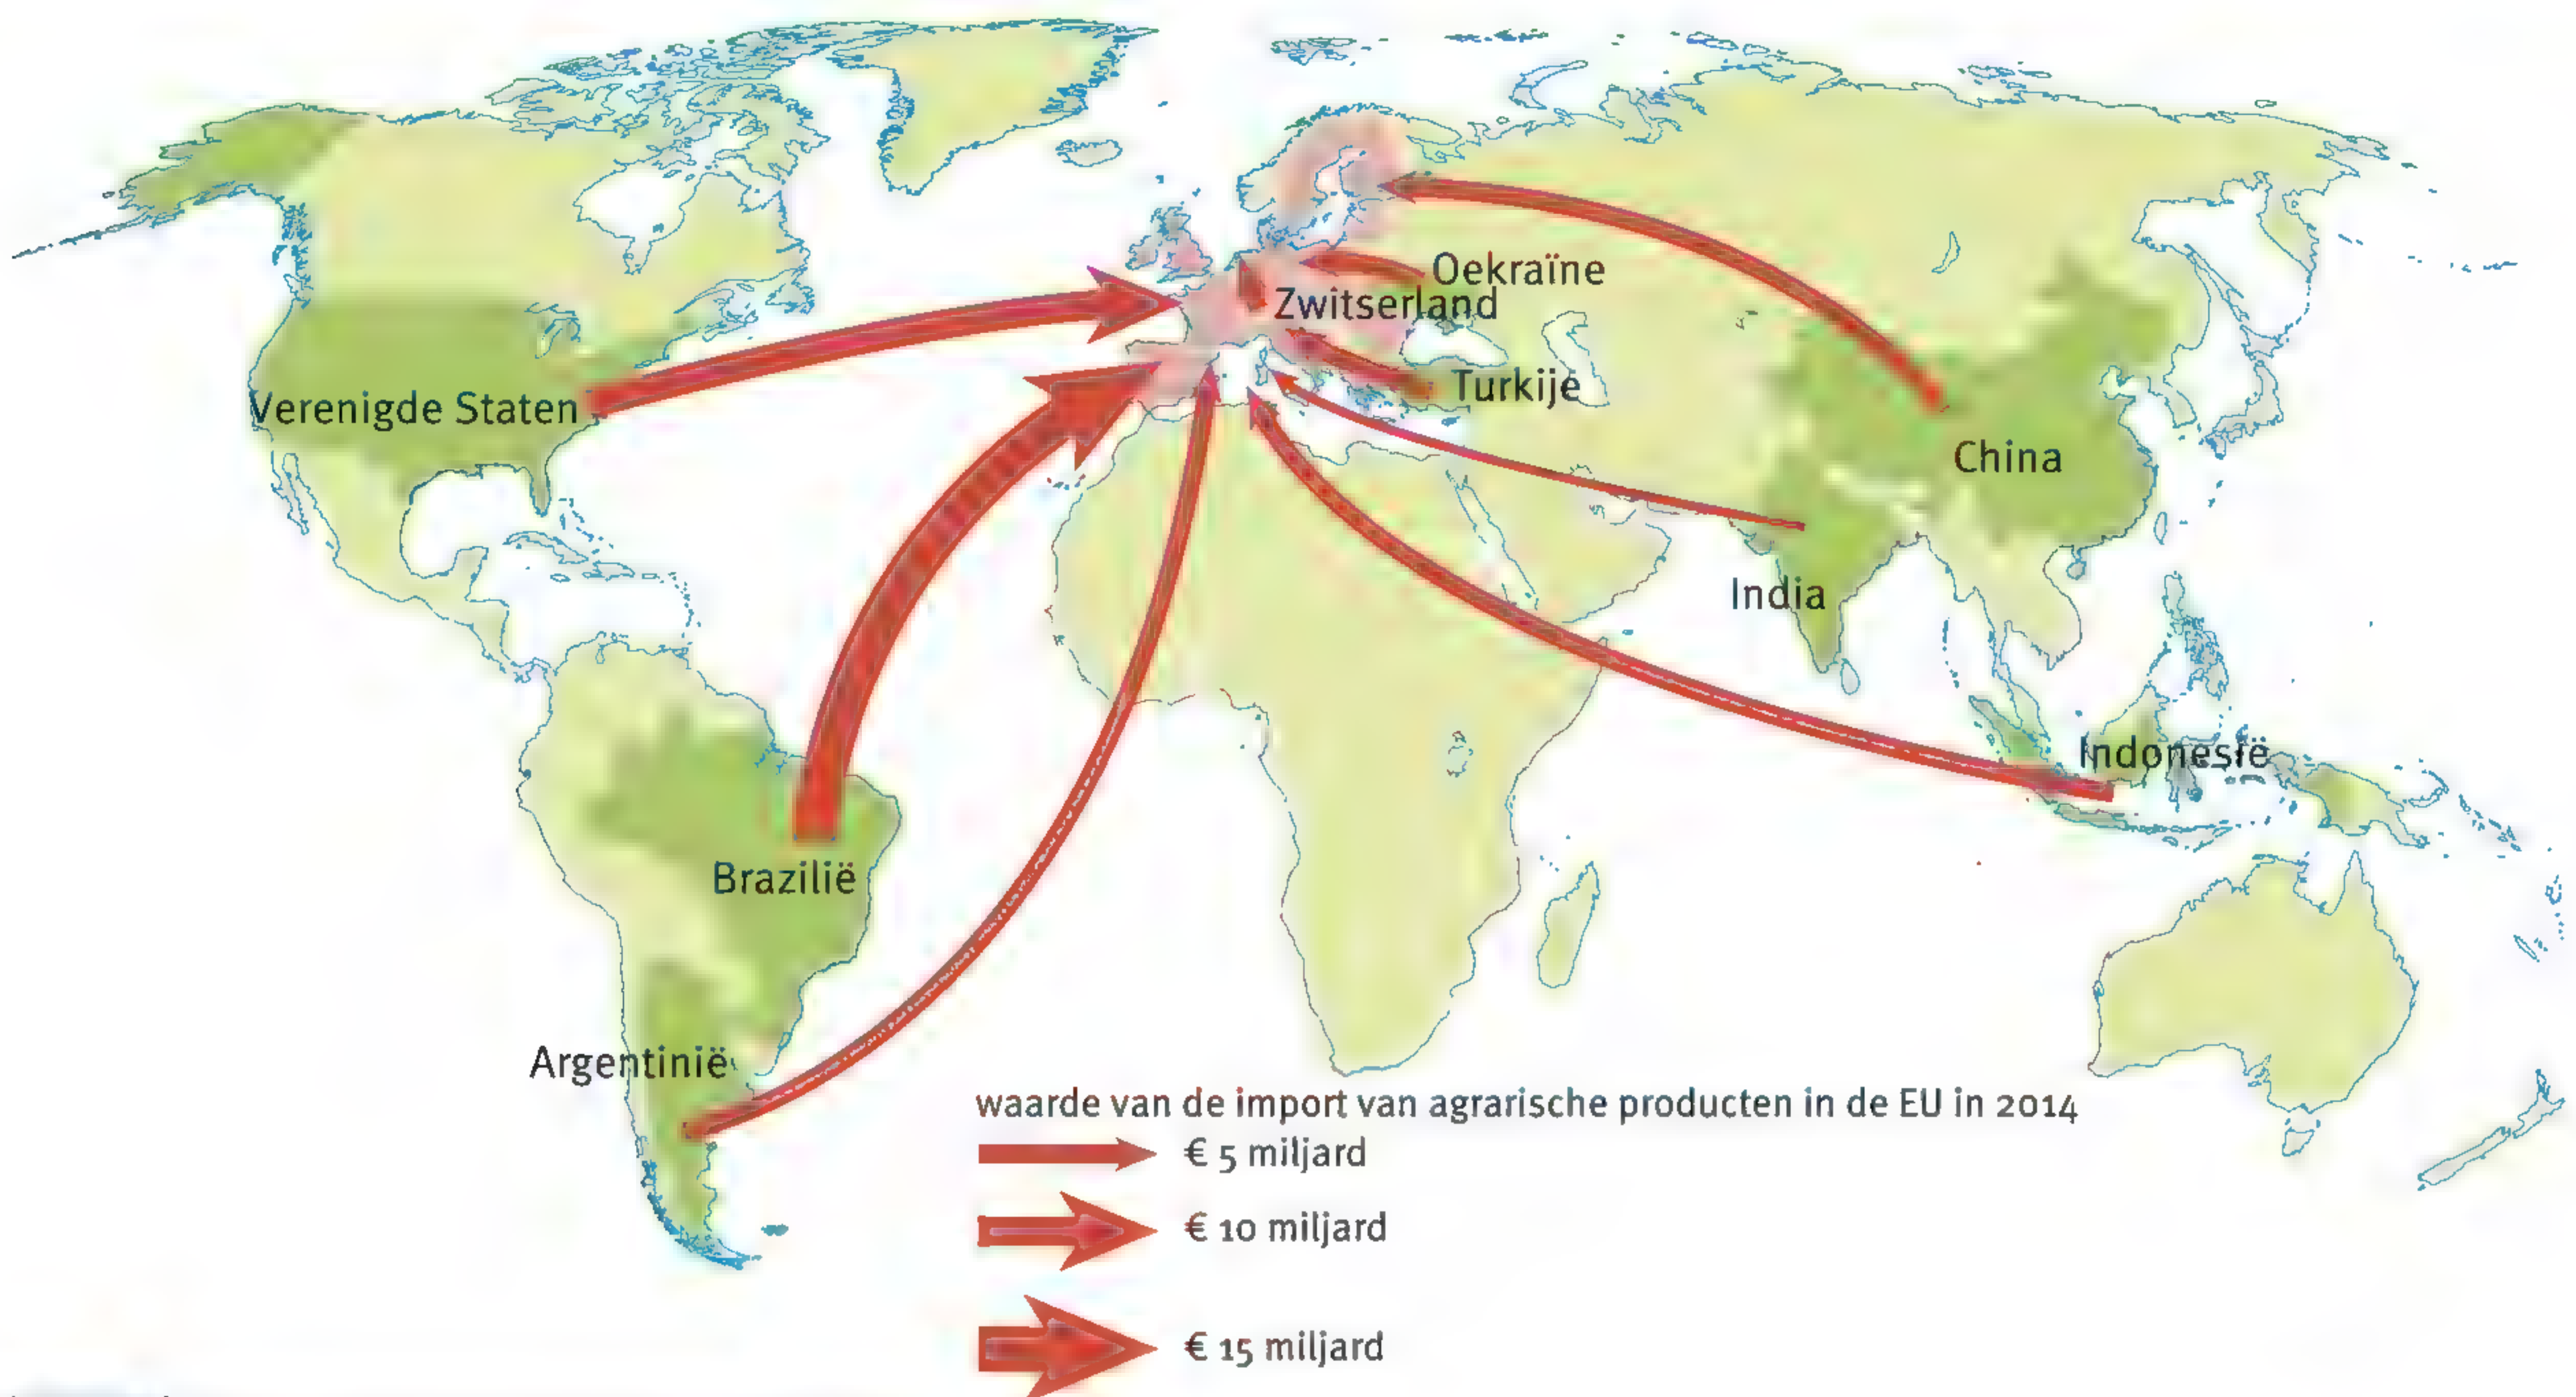 Oekraïne
Zwitserland
Turkije
Verenigde Staten
China
India
Indonesië
Brazilië
Argentinië
waarde van de import van agrarische producten in de EU in 2014
€ 5 miljard
€ 10 miljard
€ 15 miljard